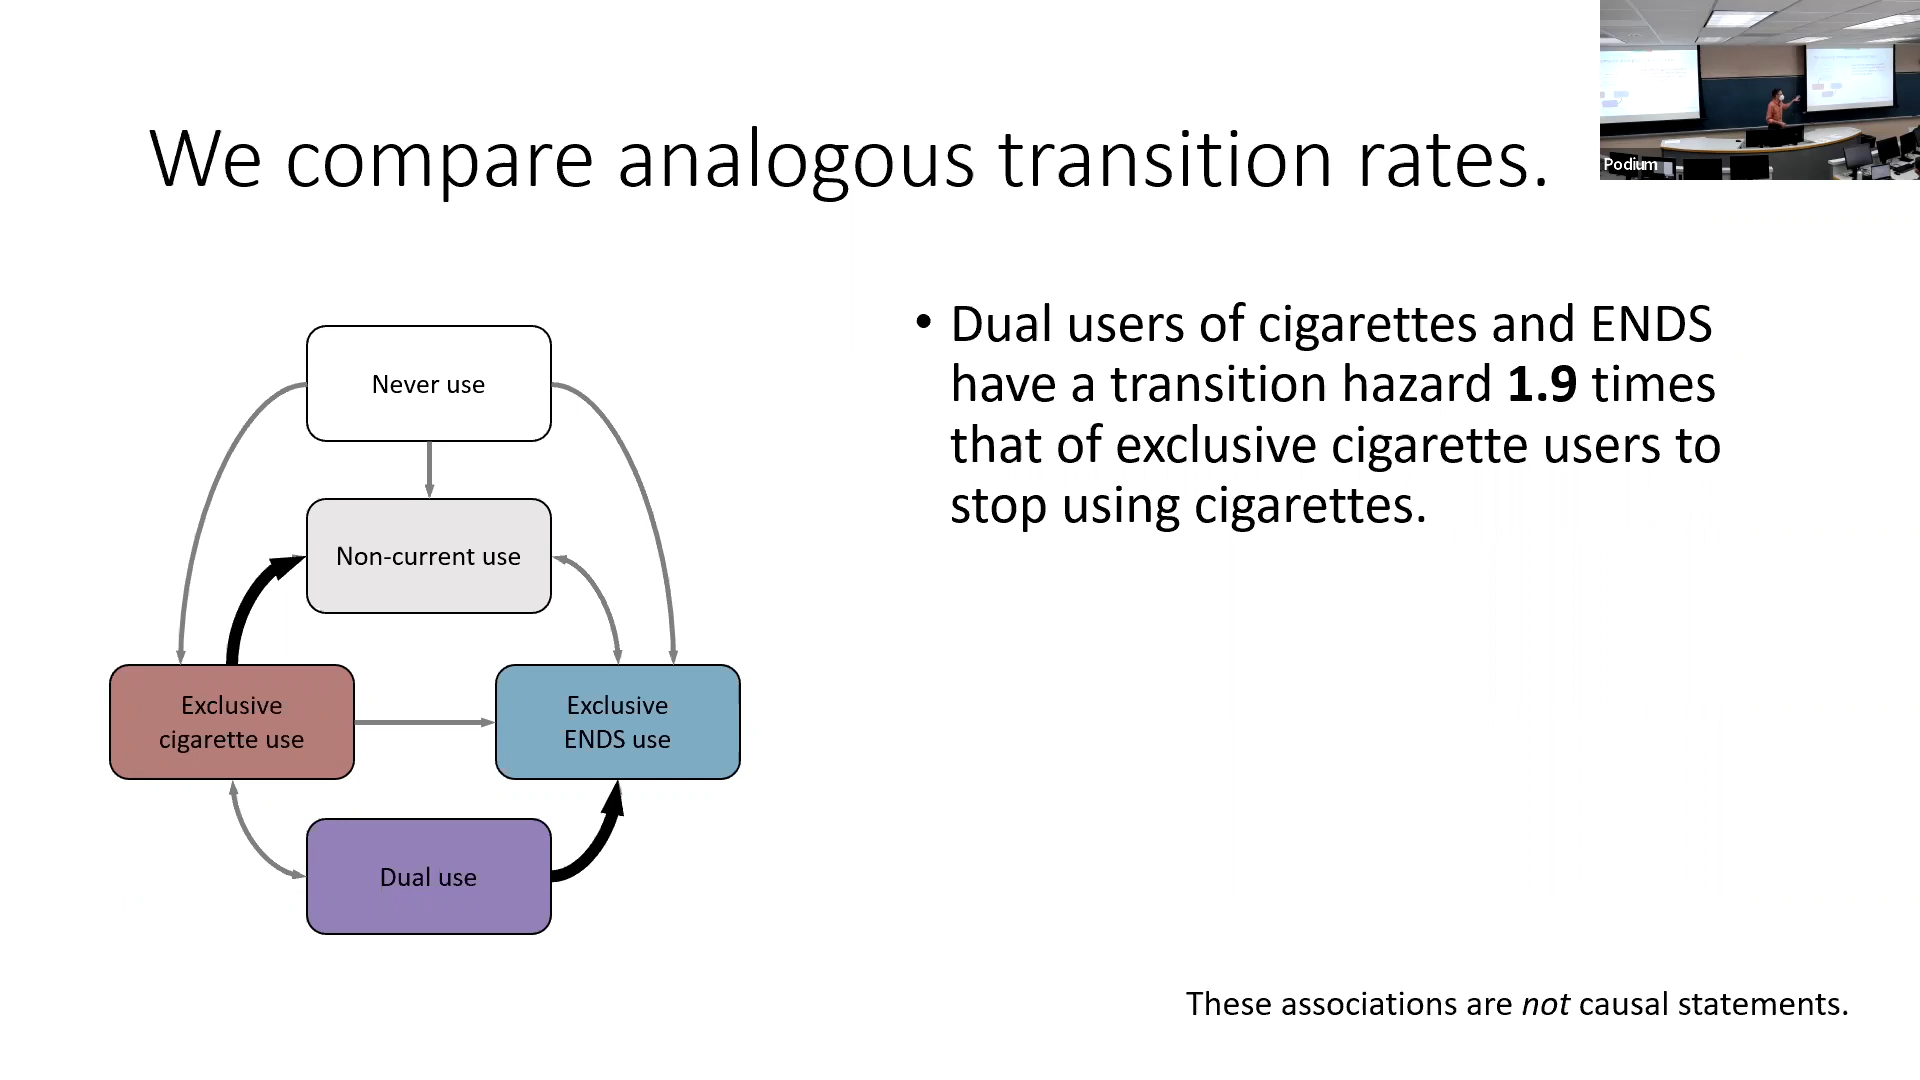 We compare analogous transition rates.
Podium
Never use
Non-current use
Exclusive
cigarette use
Exclusive
ENDS use
Dual use
• Dual users of cigarettes and ENDS
have a transition hazard 1.9 times
that of exclusive cigarette users to
stop using cigarettes.
These associations are not causal statements.